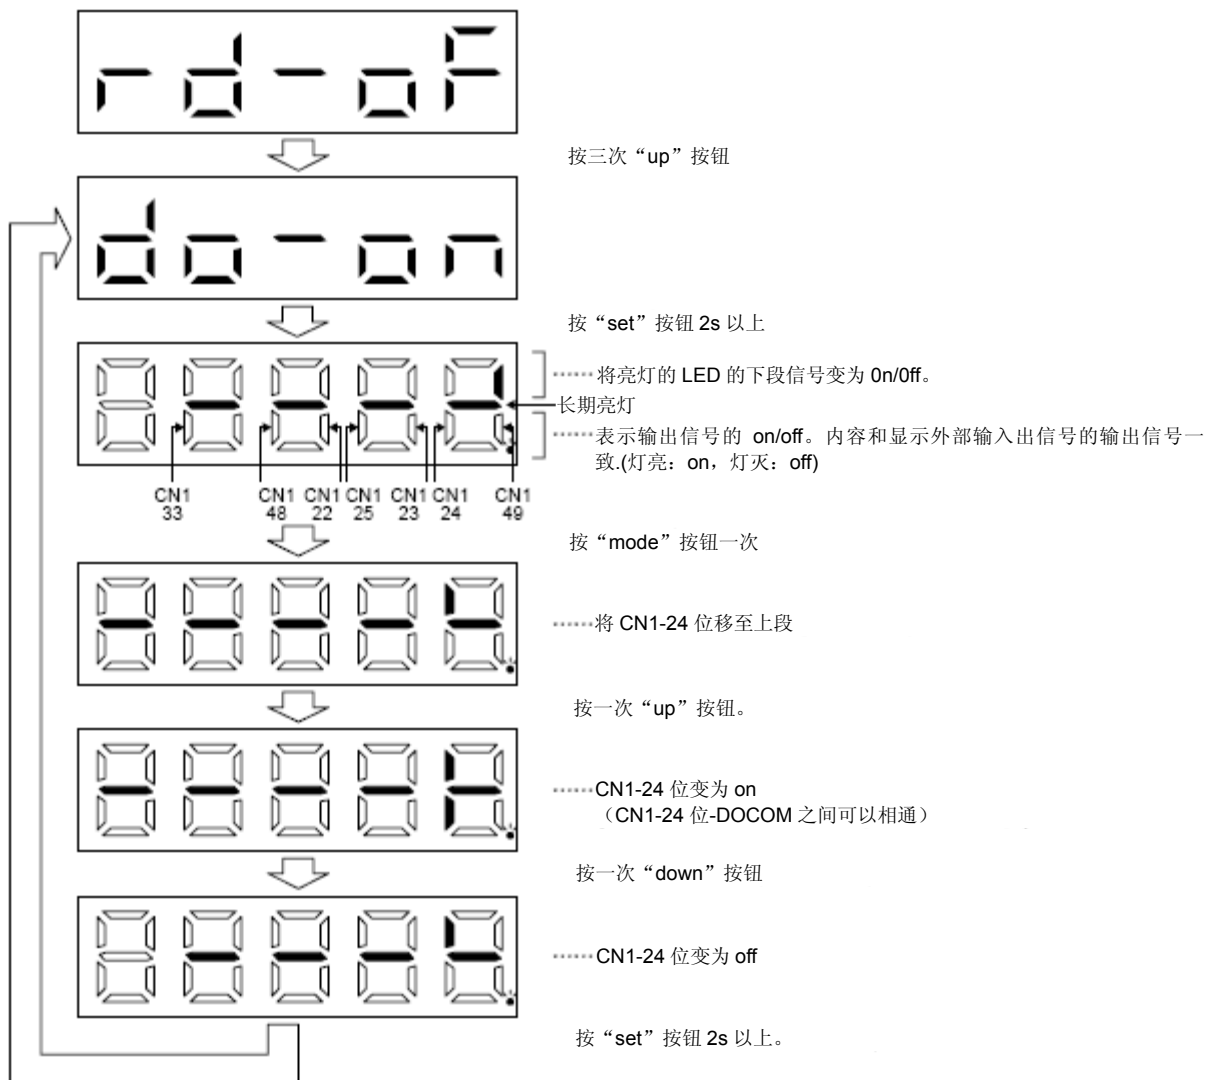 rd-oF
按三次“up”按钮
do-on
按“set”按钮 2s 以上
将亮灯的 LED 的下段信号变为 0n/0ff。
长期亮灯
表示输出信号的 on/off。内容和显示外部输入出信号的输出信号一
致.(灯亮：on，灯灭：off)
CN1 CN1 CN1 CN1 CN1 CN1 CN1
33 48 22 25 23 24 49
按“mode”按钮一次
将 CN1-24 位移至上段
按一次“up”按钮。
CN1-24 位变为 on
（CN1-24 位-DOCOM 之间可以相通）
按一次“down”按钮
CN1-24 位变为 off
按“set”按钮 2s 以上。